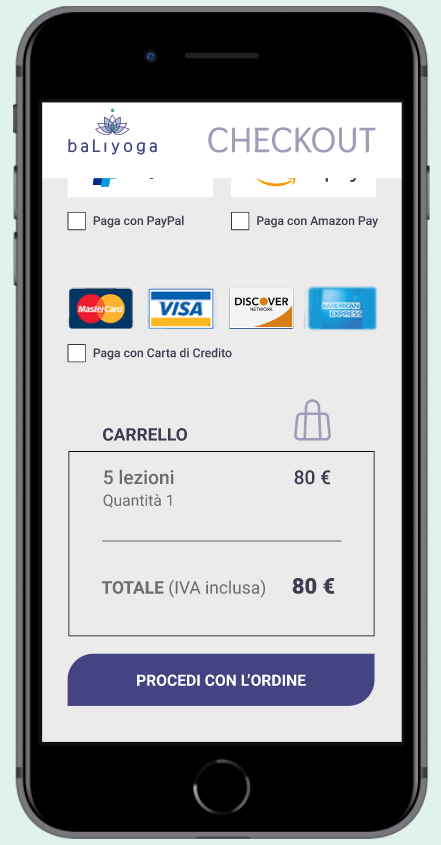 baLiyoga
CHECKOUT
Paga con PayPal
Paga con Amazon Pay
MasterCard
VISA
DISCOVER
NETWORK
AMERICAN
EXPRESS
Paga con Carta di Credito
CARRELLO
5 lezioni
80 €
Quantità 1
TOTALE (IVA inclusa)
80 €
PROCEDI CON L'ORDINE